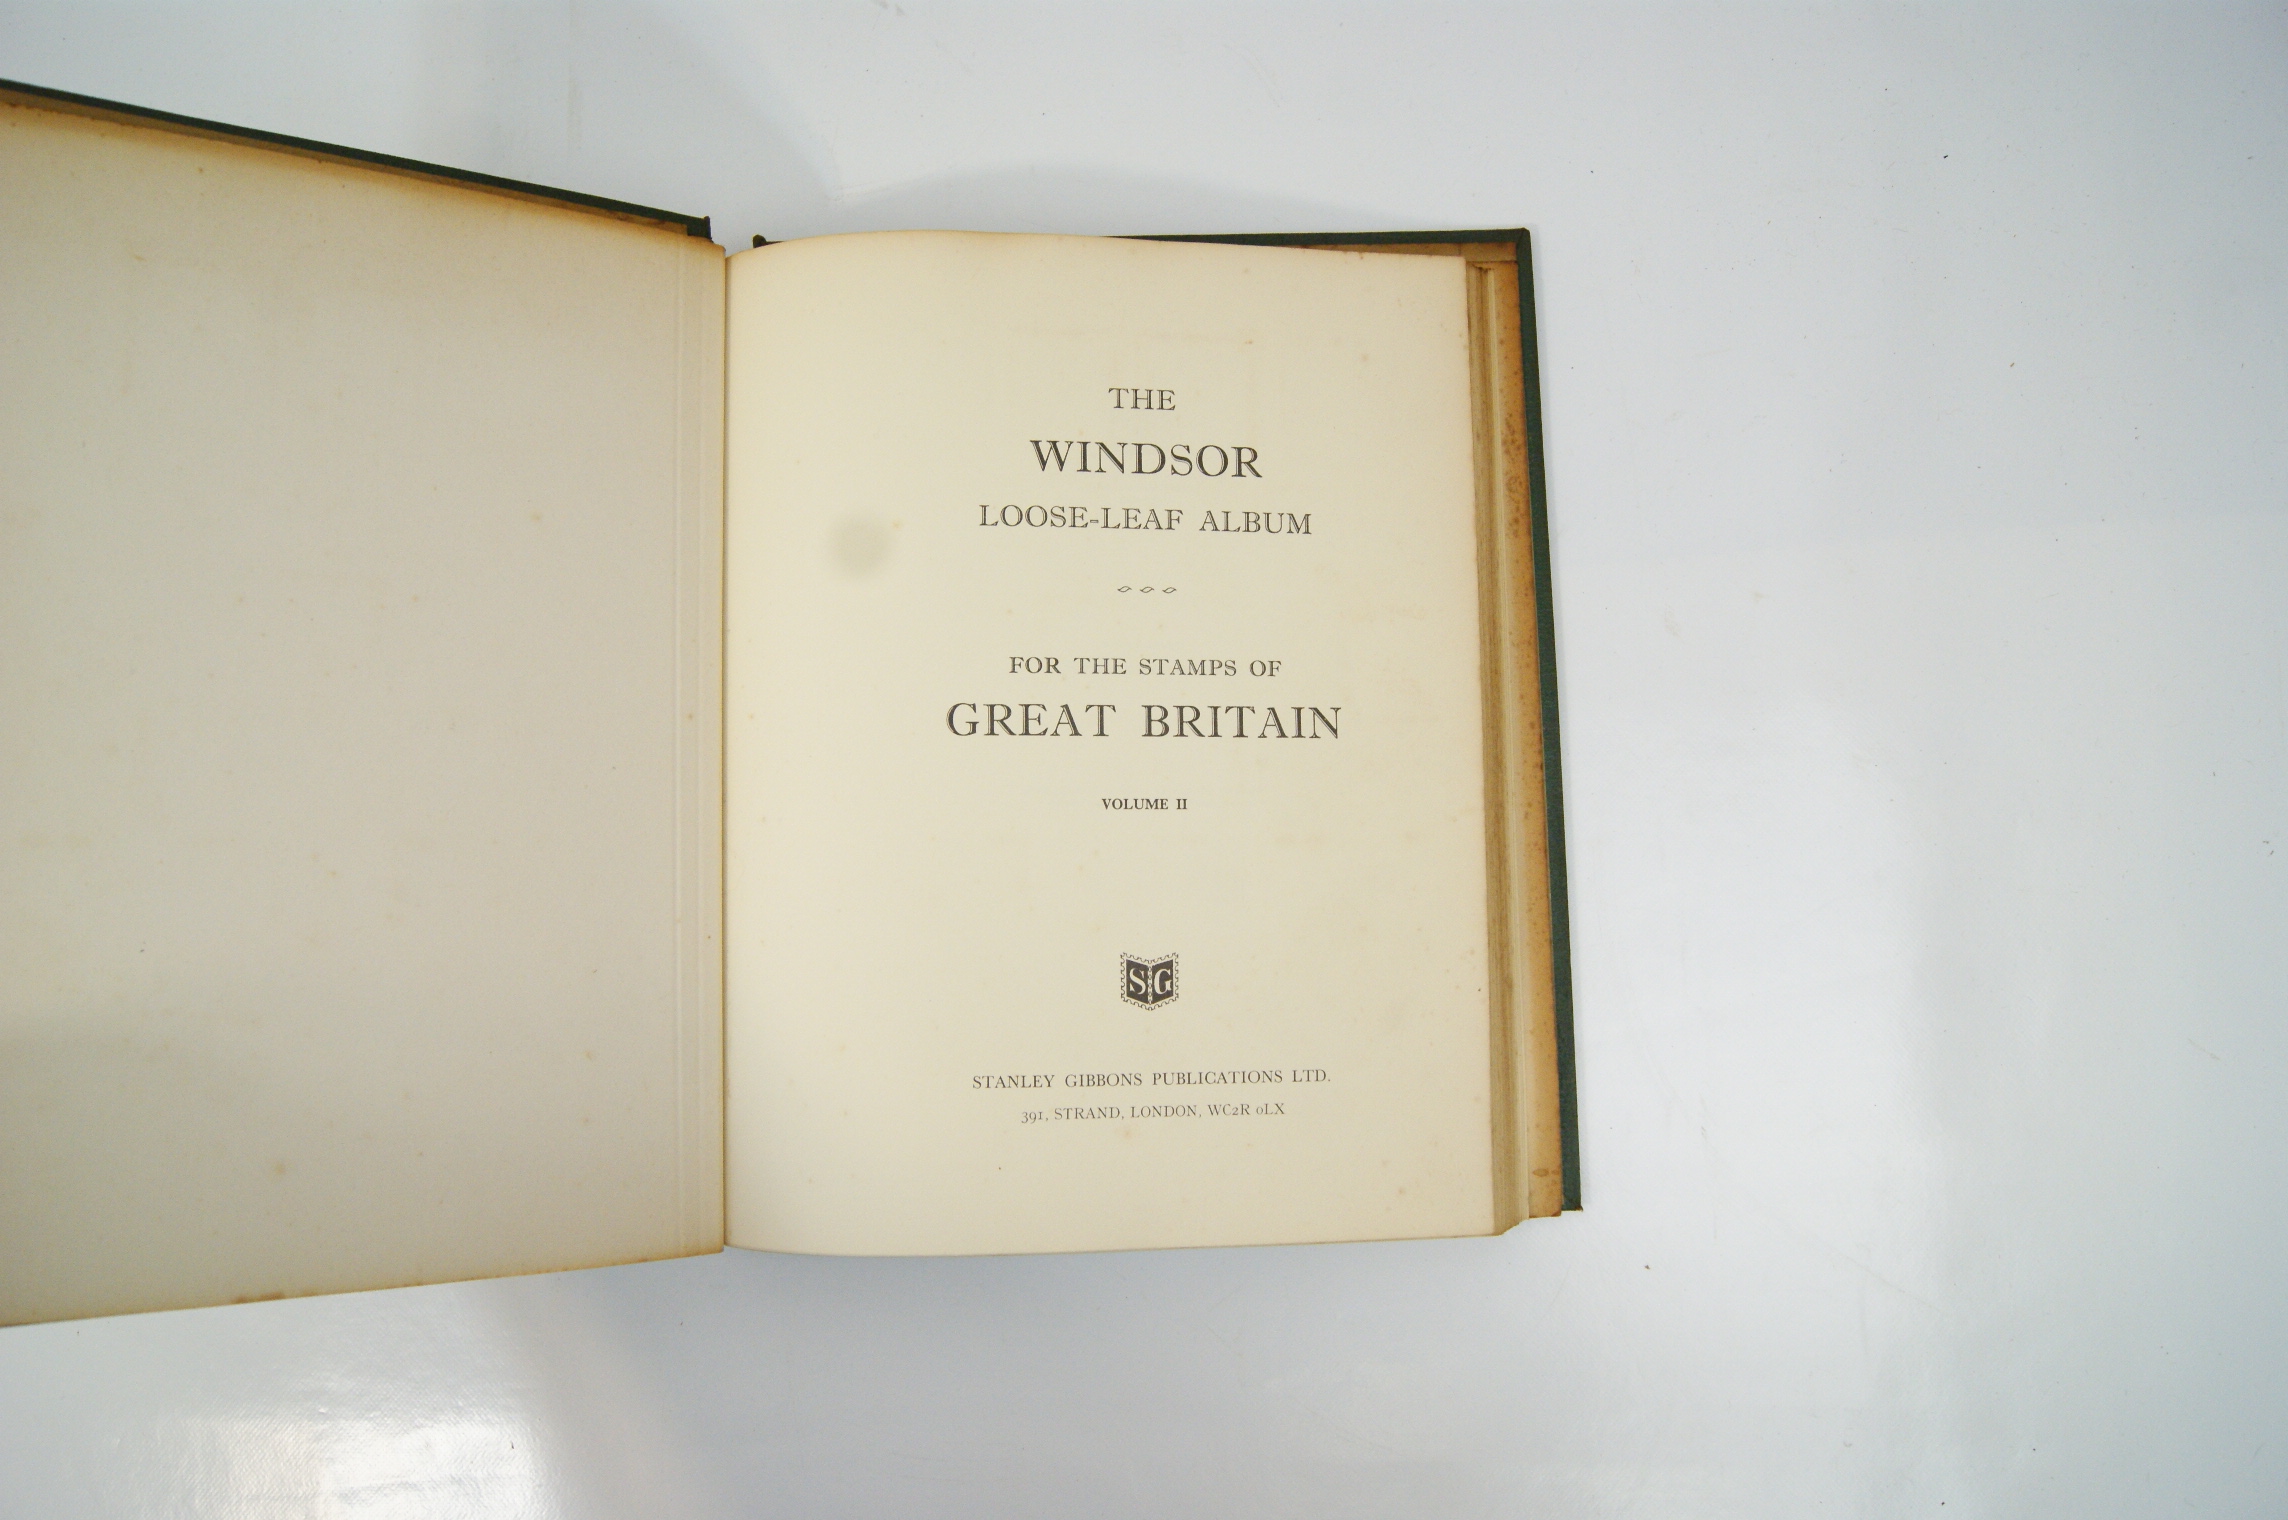 THE
WINDSOR
LOOSE-LEAF ALBUM
FOR THE STAMPS OF
GREAT BRITAIN
VOLUME II
SG
STANLEY GIBBONS PUBLICATIONS LTD.
391, STRAND, LONDON, WC2R 0LX